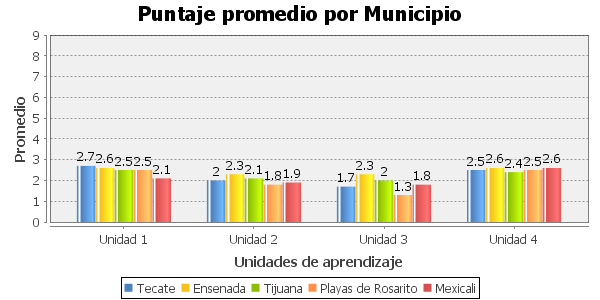 Puntaje promedio por Municipio
Promedio
9
8
7
6
5
4
3
2
1
0
2.7 2.6 2.5 2.5 2.1
2 2.3 2.1 1.8 1.9
1.7 2.3 2 1.3 1.8
2.5 2.6 2.4 2.5 2.6
Unidad 1 Unidad 2 Unidad 3 Unidad 4
Unidades de aprendizaje
Tecate Ensenada Tijuana Playas de Rosarito Mexicali